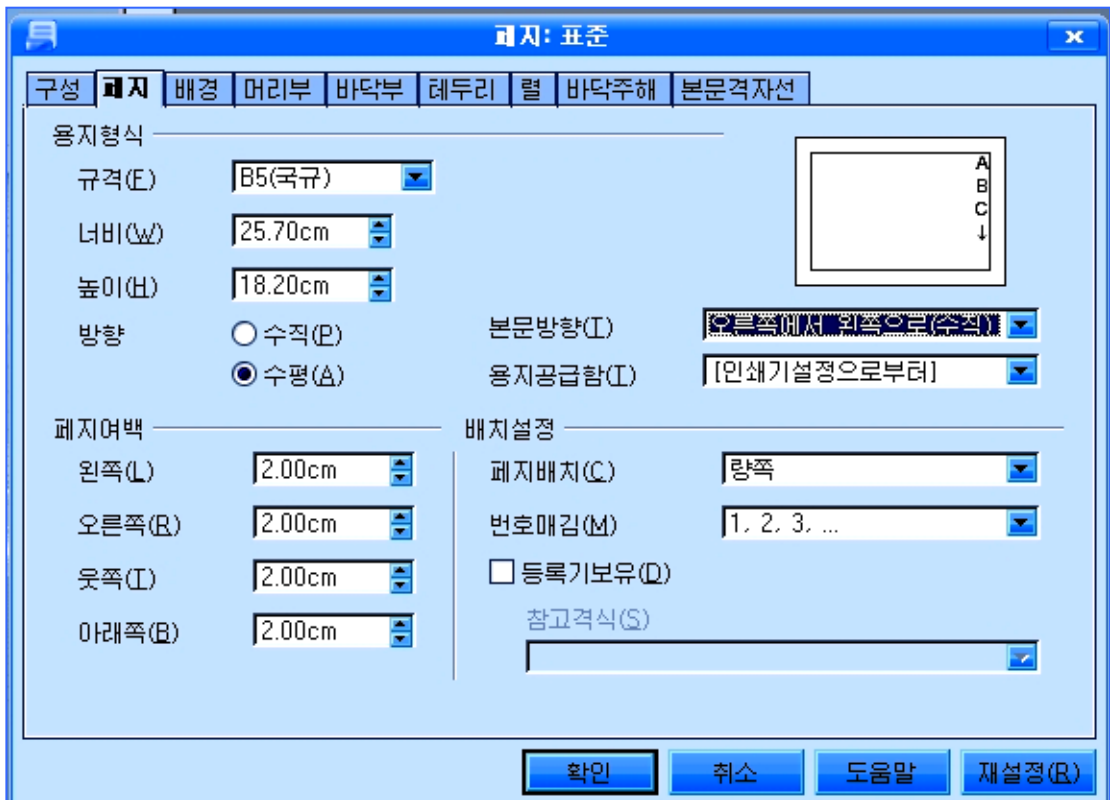 페지: 표준
구성 페지 배경 머리부 바닥부 테두리 렬 바닥주해 본문격자선
용지형식
규격(F) B5(국규)
너비(W) 25.70cm
높이(H) 18.20cm
방향 수직(P)
수평(A)
A
B
C
↓
본문방향(T) 오른쪽에서 왼쪽으로(수직)
용지공급함(T) [인쇄기설정으로부터]
페지여백
왼쪽(L) 2.00cm
오른쪽(R) 2.00cm
웃쪽(T) 2.00cm
아래쪽(B) 2.00cm
배치설정
페지배치(C) 량쪽
번호매김(M) 1, 2, 3, ...
등록기보유(D)
참고격식(S)
확인 취소 도움말 재설정(R)